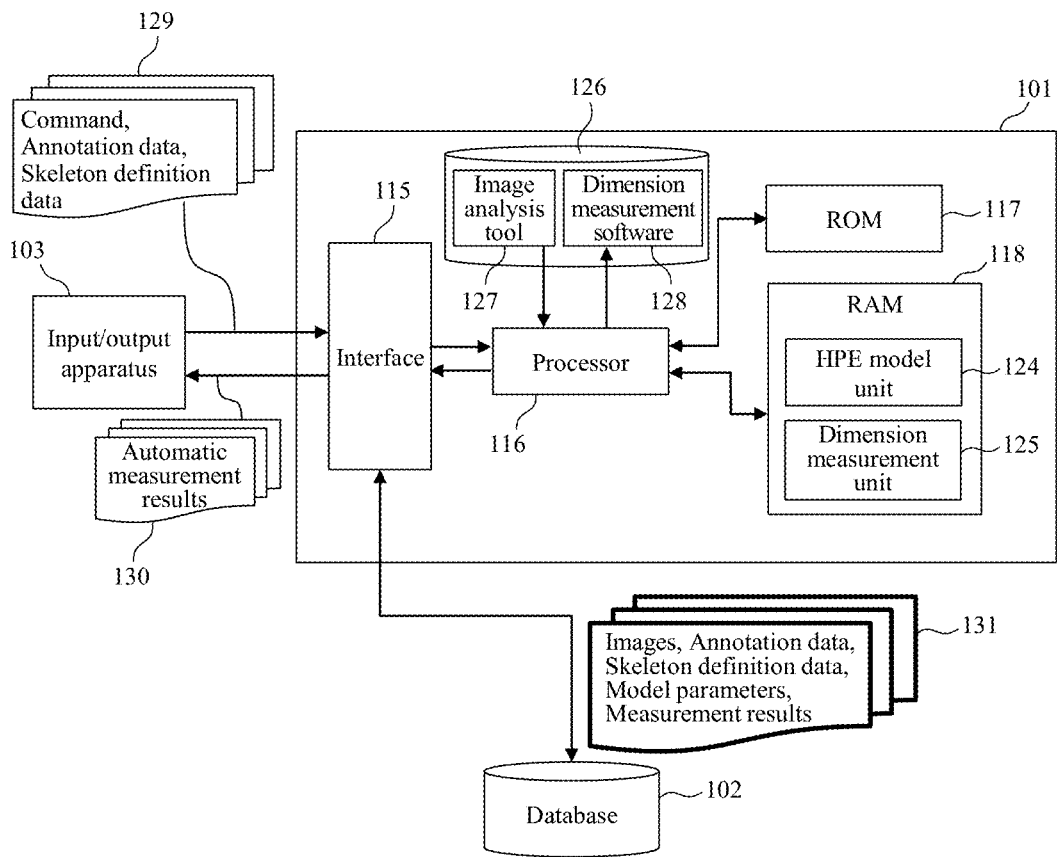 129
Command,
Annotation data,
Skeleton definition
data
101
126
Image
analysis
tool
Dimension
measurement
software
127
128
115
Interface
ROM
117
118
RAM
103
Input/output
apparatus
Processor
116
HPE model
unit
124
Dimension
measurement
unit
125
Automatic
measurement
results
130
131
Images, Annotation data,
Skeleton definition data,
Model parameters,
Measurement results
Database
102